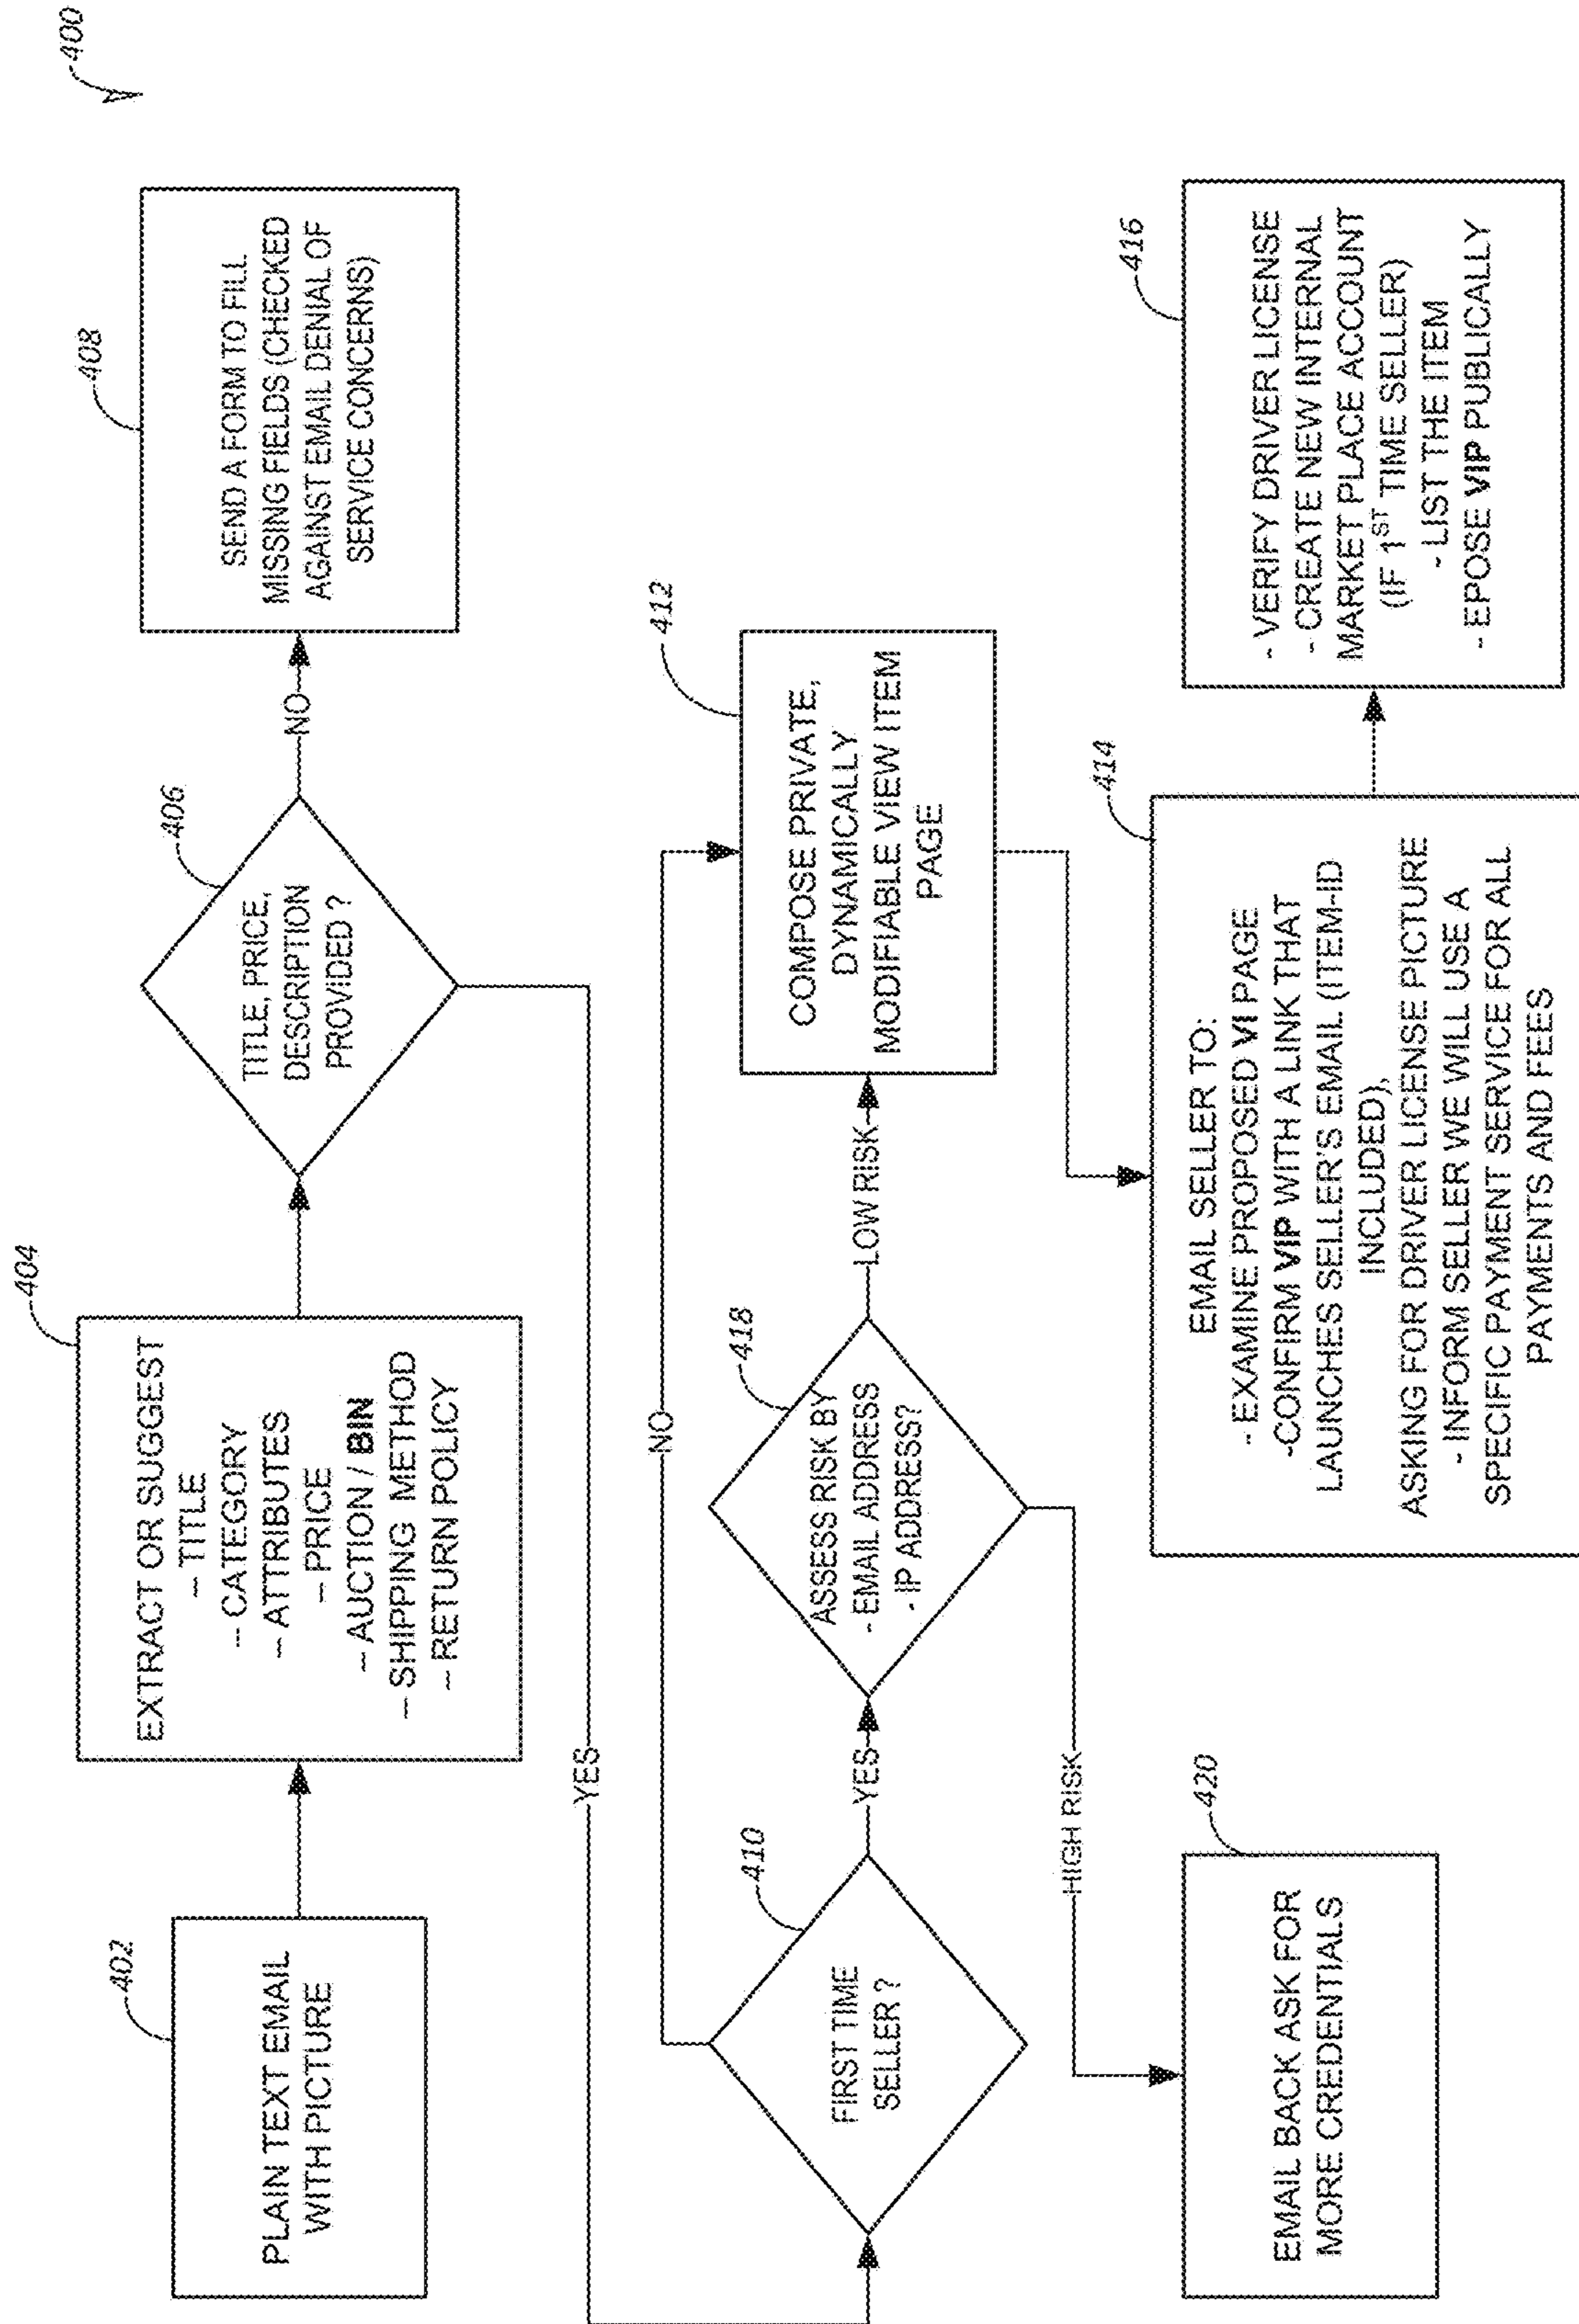 400
402
PLAIN TEXT EMAIL
WITH PICTURE
404
EXTRACT OR SUGGEST
-- TITLE
-- CATEGORY
-- ATTRIBUTES
-- PRICE
-- AUCTION / BIN
-- SHIPPING METHOD
-- RETURN POLICY
406
TITLE, PRICE,
DESCRIPTION
PROVIDED ?
NO
408
SEND A FORM TO FILL
MISSING FIELDS (CHECKED
AGAINST EMAIL DENIAL OF
SERVICE CONCERNS)
YES
410
FIRST TIME
SELLER ?
NO
YES
418
ASSESS RISK BY
- EMAIL ADDRESS
- IP ADDRESS?
LOW RISK
HIGH RISK
412
COMPOSE PRIVATE,
DYNAMICALLY
MODIFIABLE VIEW ITEM
PAGE
420
EMAIL BACK ASK FOR
MORE CREDENTIALS
414
EMAIL SELLER TO:
- EXAMINE PROPOSED VI PAGE
-CONFIRM VIP WITH A LINK THAT
LAUNCHES SELLER'S EMAIL (ITEM-ID
INCLUDED),
ASKING FOR DRIVER LICENSE PICTURE
- INFORM SELLER WE WILL USE A
SPECIFIC PAYMENT SERVICE FOR ALL
PAYMENTS AND FEES
416
- VERIFY DRIVER LICENSE
- CREATE NEW INTERNAL
MARKET PLACE ACCOUNT
(IF 1ST TIME SELLER)
- LIST THE ITEM
- EPOSE VIP PUBLICALLY